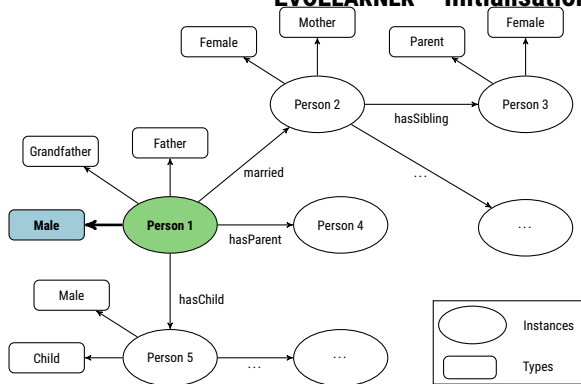 Mother
Female
Female
Parent
Person 2
Person 3
hasSibling
Father
Grandfather
married
...
Male
Person 1
Person 4
...
hasParent
Male
hasChild
Instances
Child
Person 5
...
...
Types